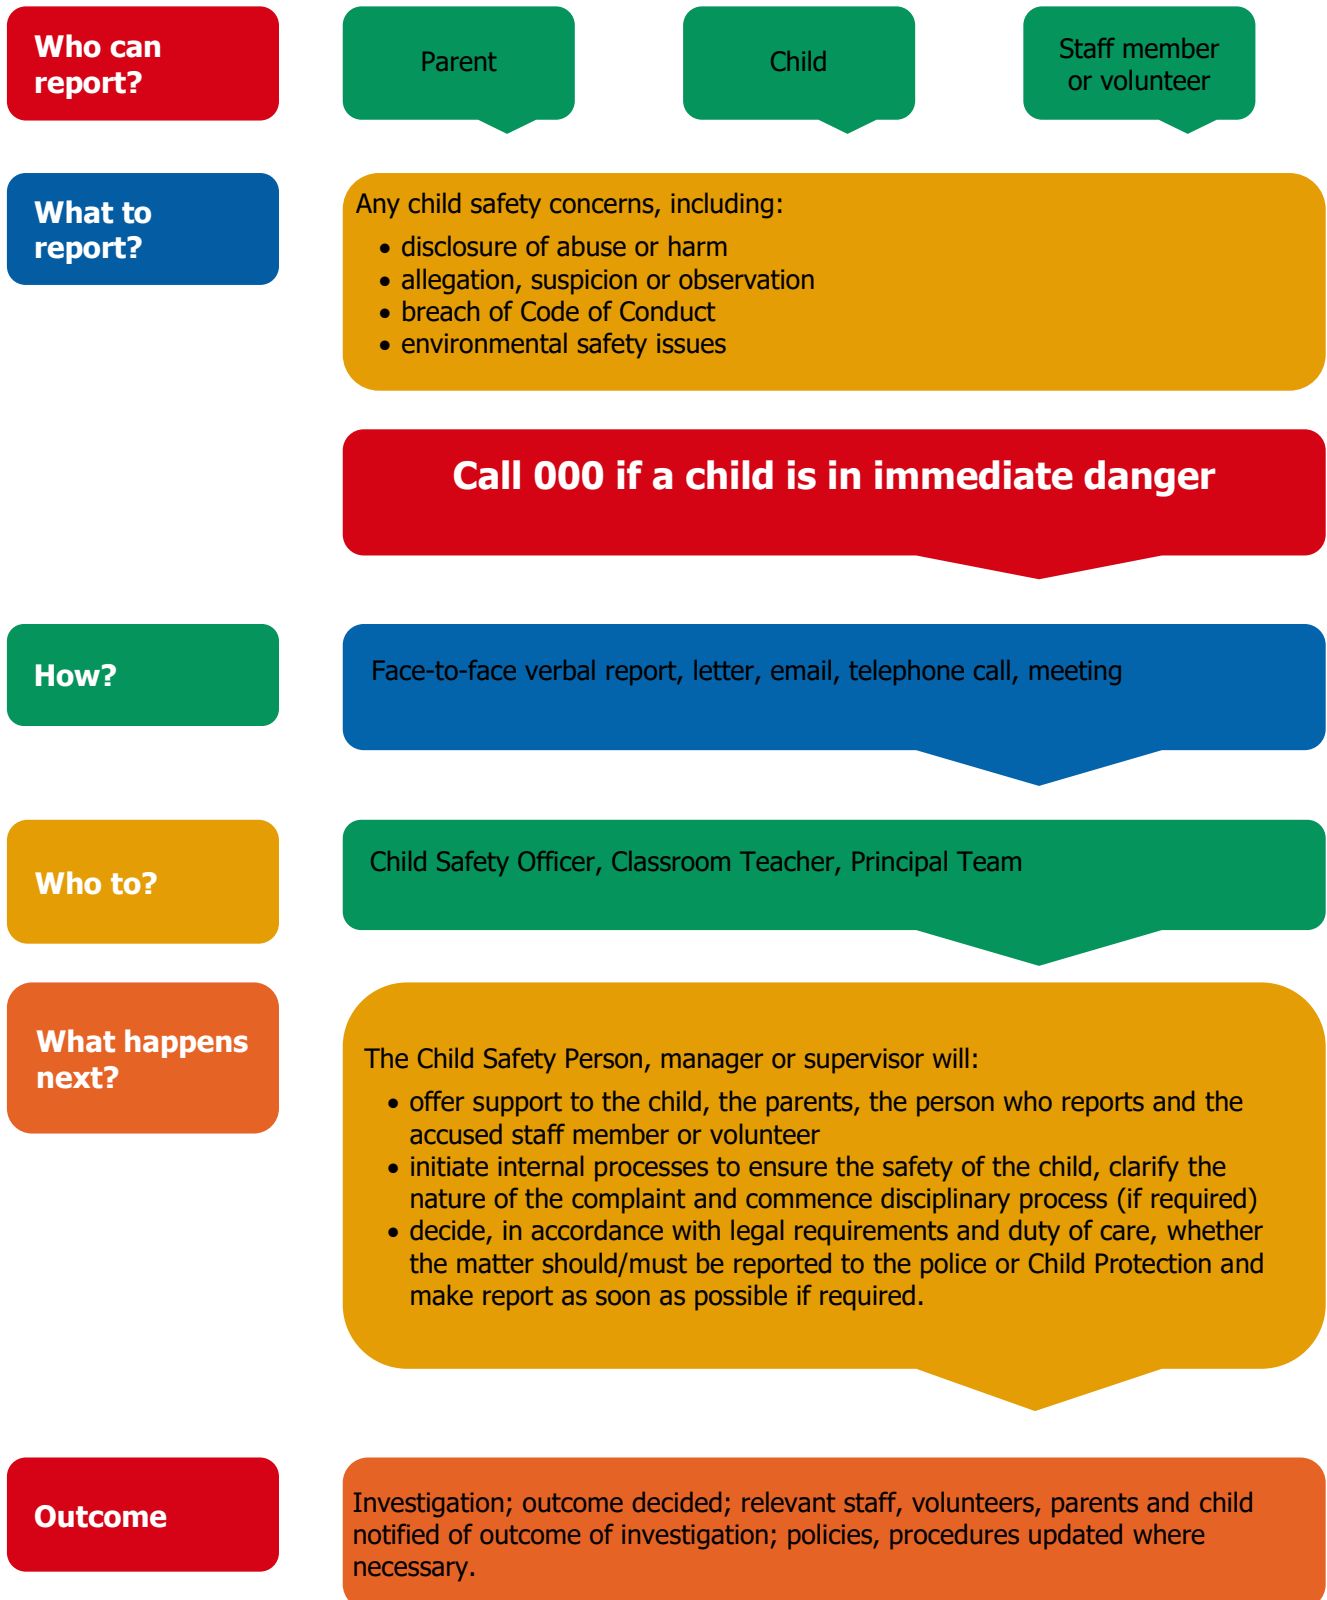 Who can
report?
Parent
Child
Staff member
or volunteer
What to
report?
Any child safety concerns, including:
• disclosure of abuse or harm
• allegation, suspicion or observation
• breach of Code of Conduct
• environmental safety issues
Call 000 if a child is in immediate danger
How?
Face-to-face verbal report, letter, email, telephone call, meeting
Who to?
Child Safety Officer, Classroom Teacher, Principal Team
What happens
next?
The Child Safety Person, manager or supervisor will:
• offer support to the child, the parents, the person who reports and the
accused staff member or volunteer
• initiate internal processes to ensure the safety of the child, clarify the
nature of the complaint and commence disciplinary process (if required)
• decide, in accordance with legal requirements and duty of care, whether
the matter should/must be reported to the police or Child Protection and
make report as soon as possible if required.
Outcome
Investigation; outcome decided; relevant staff, volunteers, parents and child
notified of outcome of investigation; policies, procedures updated where
necessary.